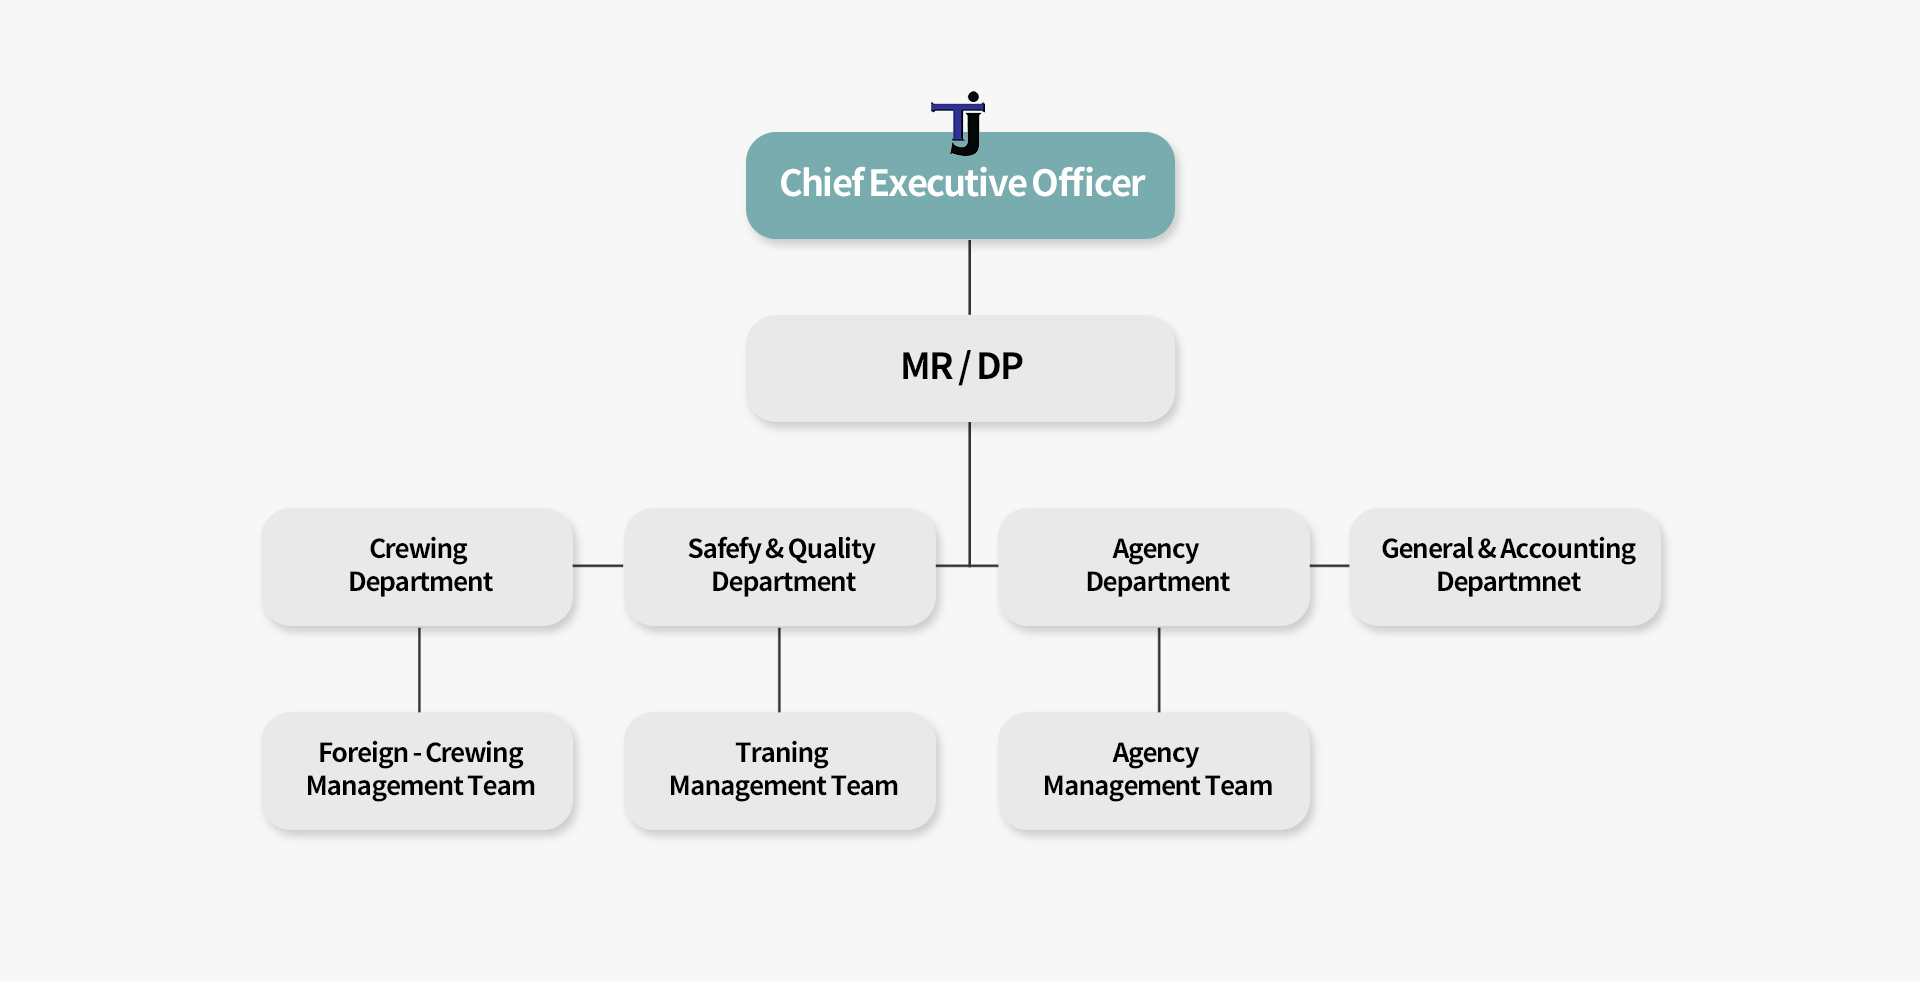 TJ
Chief Executive Officer
MR / DP
Crewing
Department
Safefy & Quality
Department
Agency
Department
General & Accounting
Departmnet
Foreign - Crewing
Management Team
Traning
Management Team
Agency
Management Team